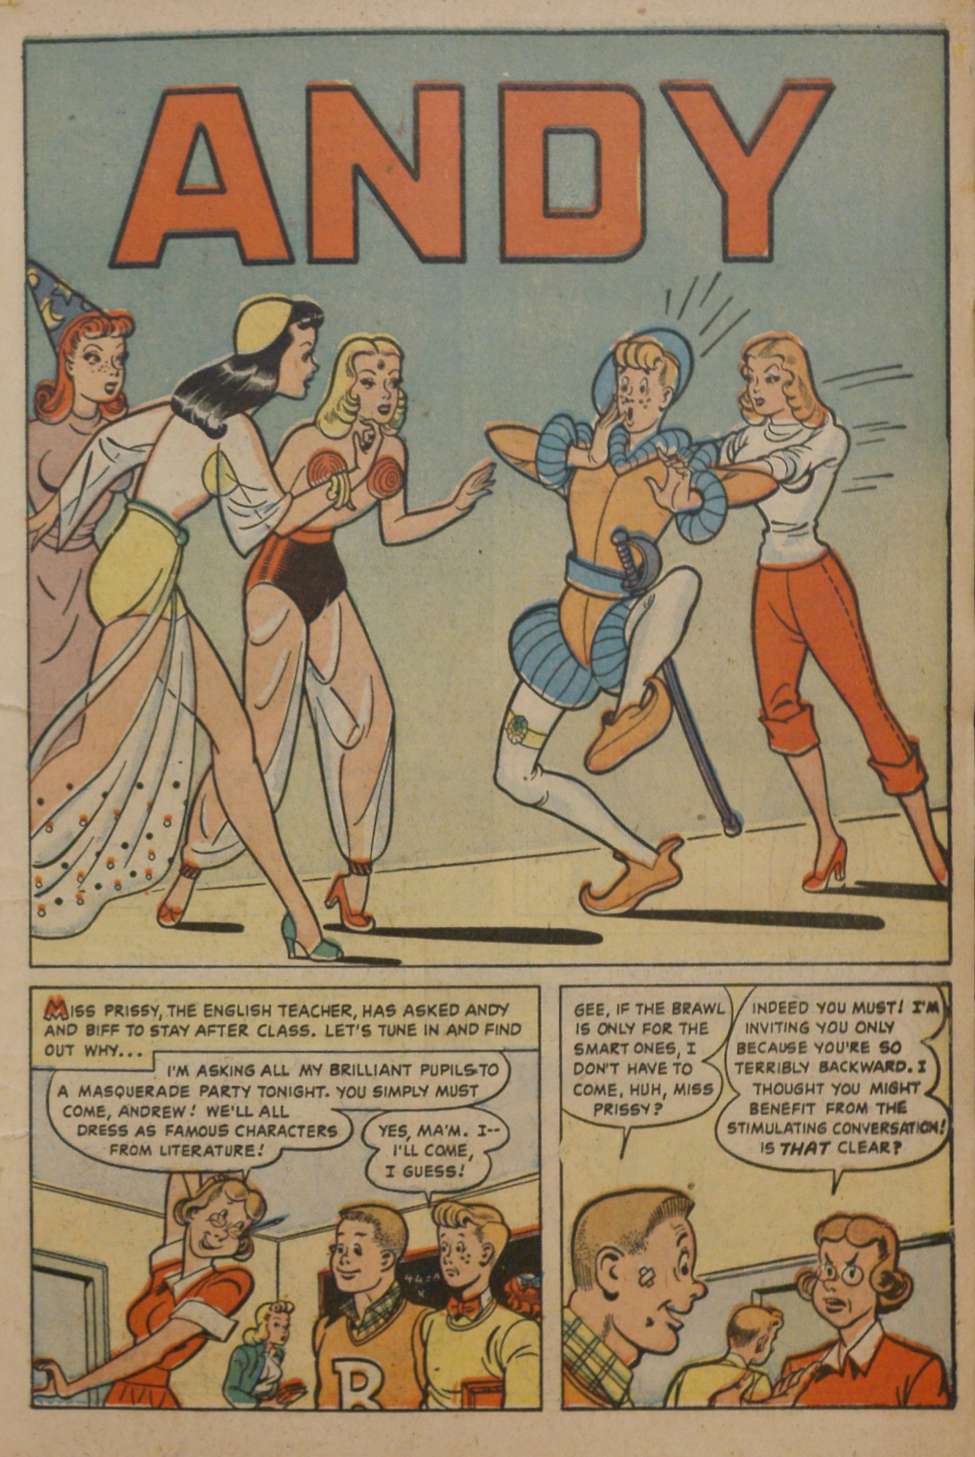 ANDY
MISS PRISSY, THE ENGLISH TEACHER, HAS ASKED ANDY
AND BIFF TO STAY AFTER CLASS. LET'S TUNE IN AND FIND
OUT WHY...
I'M ASKING ALL MY BRILLIANT PUPILS TO
A MASQUERADE PARTY TONIGHT. YOU SIMPLY MUST
COME, ANDREW! WE'LL ALL
DRESS AS FAMOUS CHARACTERS
FROM LITERATURE!
YES, MA'M. I--
I'LL COME,
I GUESS!
B
GEE, IF THE BRAWL
IS ONLY FOR THE
SMART ONES, I
DON'T HAVE TO
COME, HUH, MISS
PRISSY?
INDEED YOU MUST! I'M
INVITING YOU ONLY
BECAUSE YOU'RE SO
TERRIBLY BACKWARD. I
THOUGHT YOU MIGHT
BENEFIT FROM THE
STIMULATING CONVERSATION!
IS THAT CLEAR?